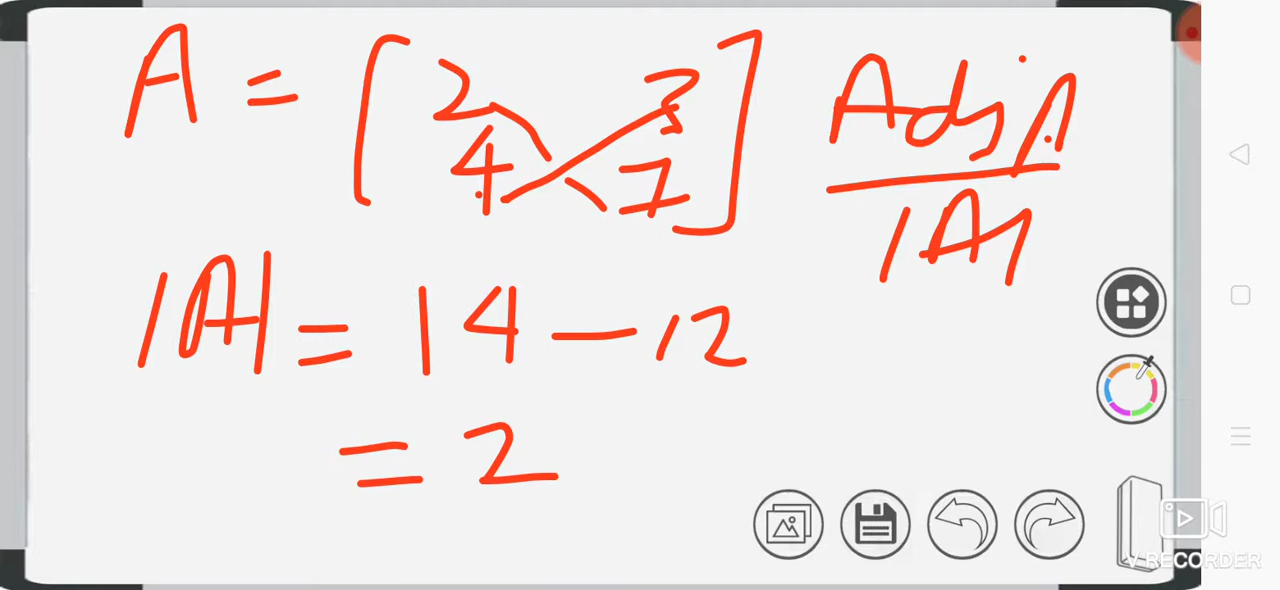 A = [ 2 3
4 7 ]
Adj A
|A|
|A| = 14 - 12
= 2
V RECORDER